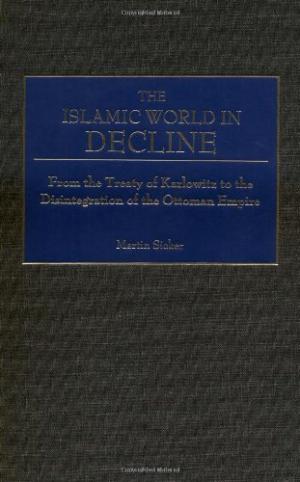 THE
ISLAMIC WORLD IN
DECLINE
From the Treaty of Karlowitz to the
Disintegration of the Ottoman Empire
Martin Sicker